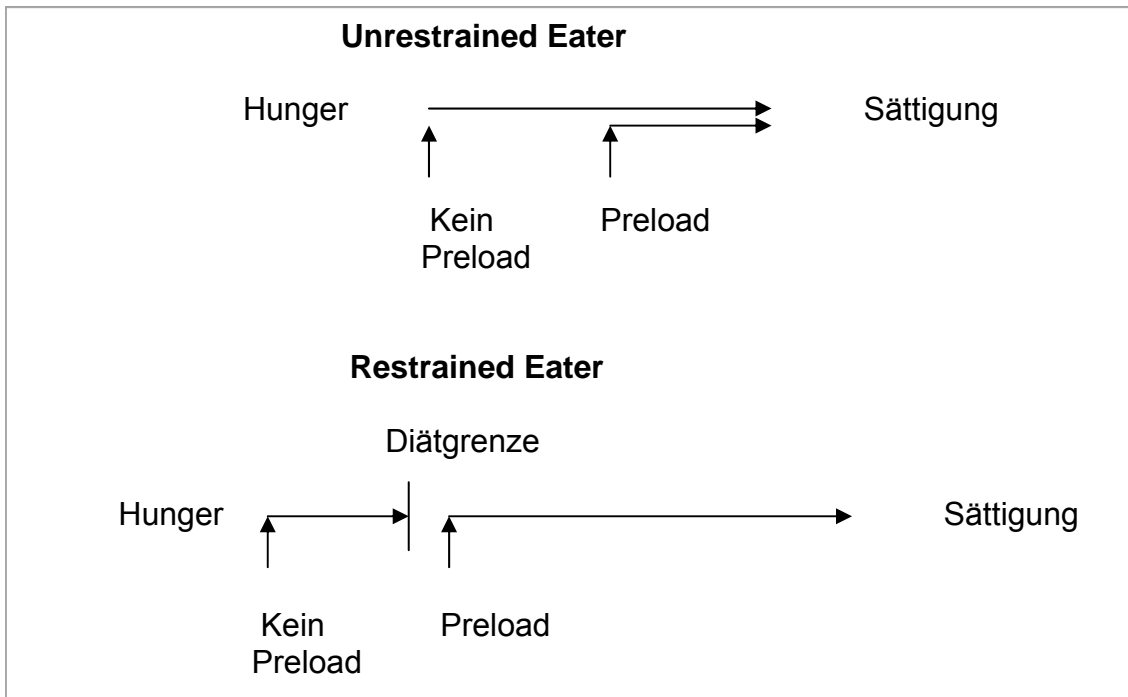 Unrestrained Eater
Hunger Sättigung
Kein Preload
Preload
Restrained Eater
Diätgrenze
Hunger Sättigung
Kein Preload
Preload